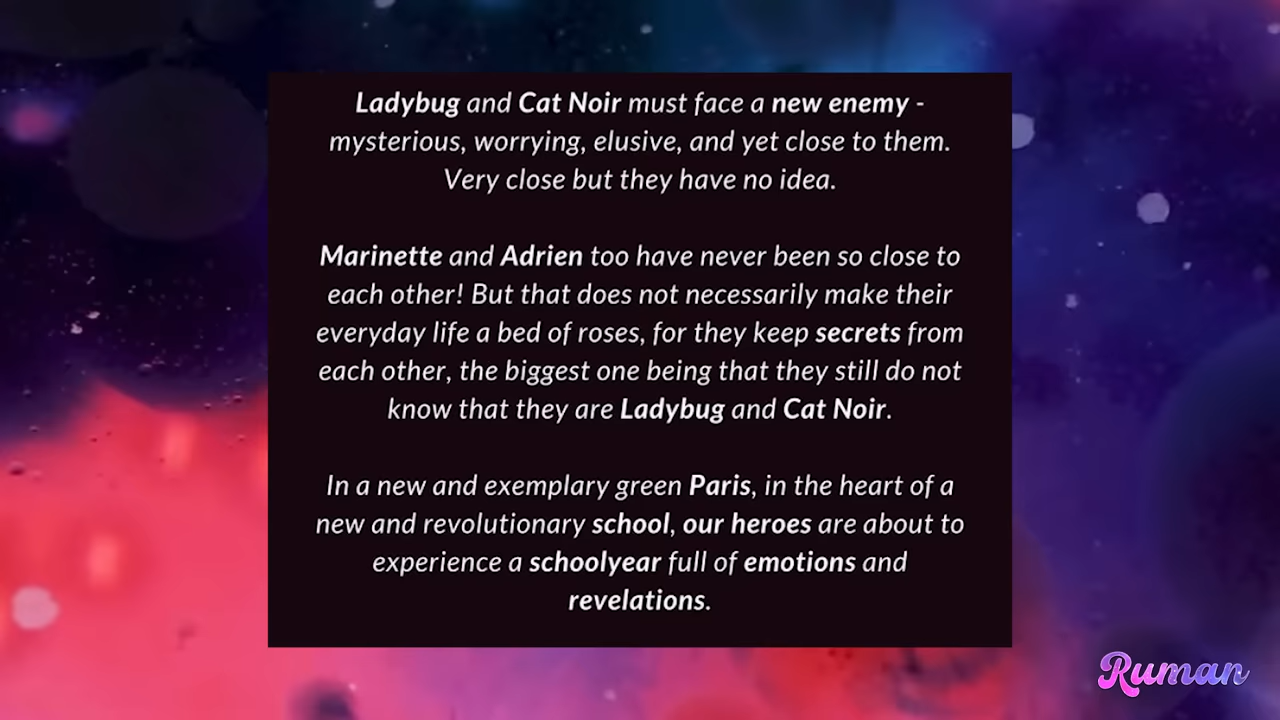 Ladybug and Cat Noir must face a new enemy -
mysterious, worrying, elusive, and yet close to them.
Very close but they have no idea.
Marinette and Adrien too have never been so close to
each other! But that does not necessarily make their
everyday life a bed of roses, for they keep secrets from
each other, the biggest one being that they still do not
know that they are Ladybug and Cat Noir.
In a new and exemplary green Paris, in the heart of a
new and revolutionary school, our heroes are about to
experience a schoolyear full of emotions and
revelations.
Ruman